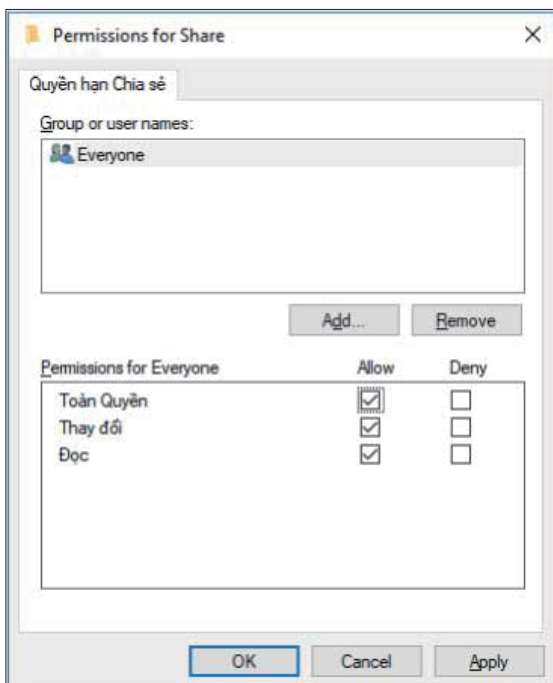 Permissions for Share
Quyền hạn Chia sẻ
Group or user names:
Everyone
Add... Remove
Permissions for Everyone Allow Deny
Toàn Quyền
Thay đổi
Đọc
OK Cancel Apply